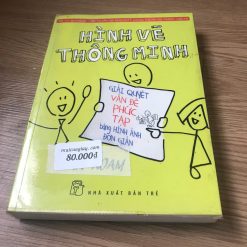 HÌNH VẼ
THÔNG MINH
GIẢI QUYẾT
VẤN ĐỀ
PHỨC
TẠP
bằng HÌNH ẢNH
ĐƠN GIẢN
80.000đ
NHÀ XUẤT BẢN TRẺ